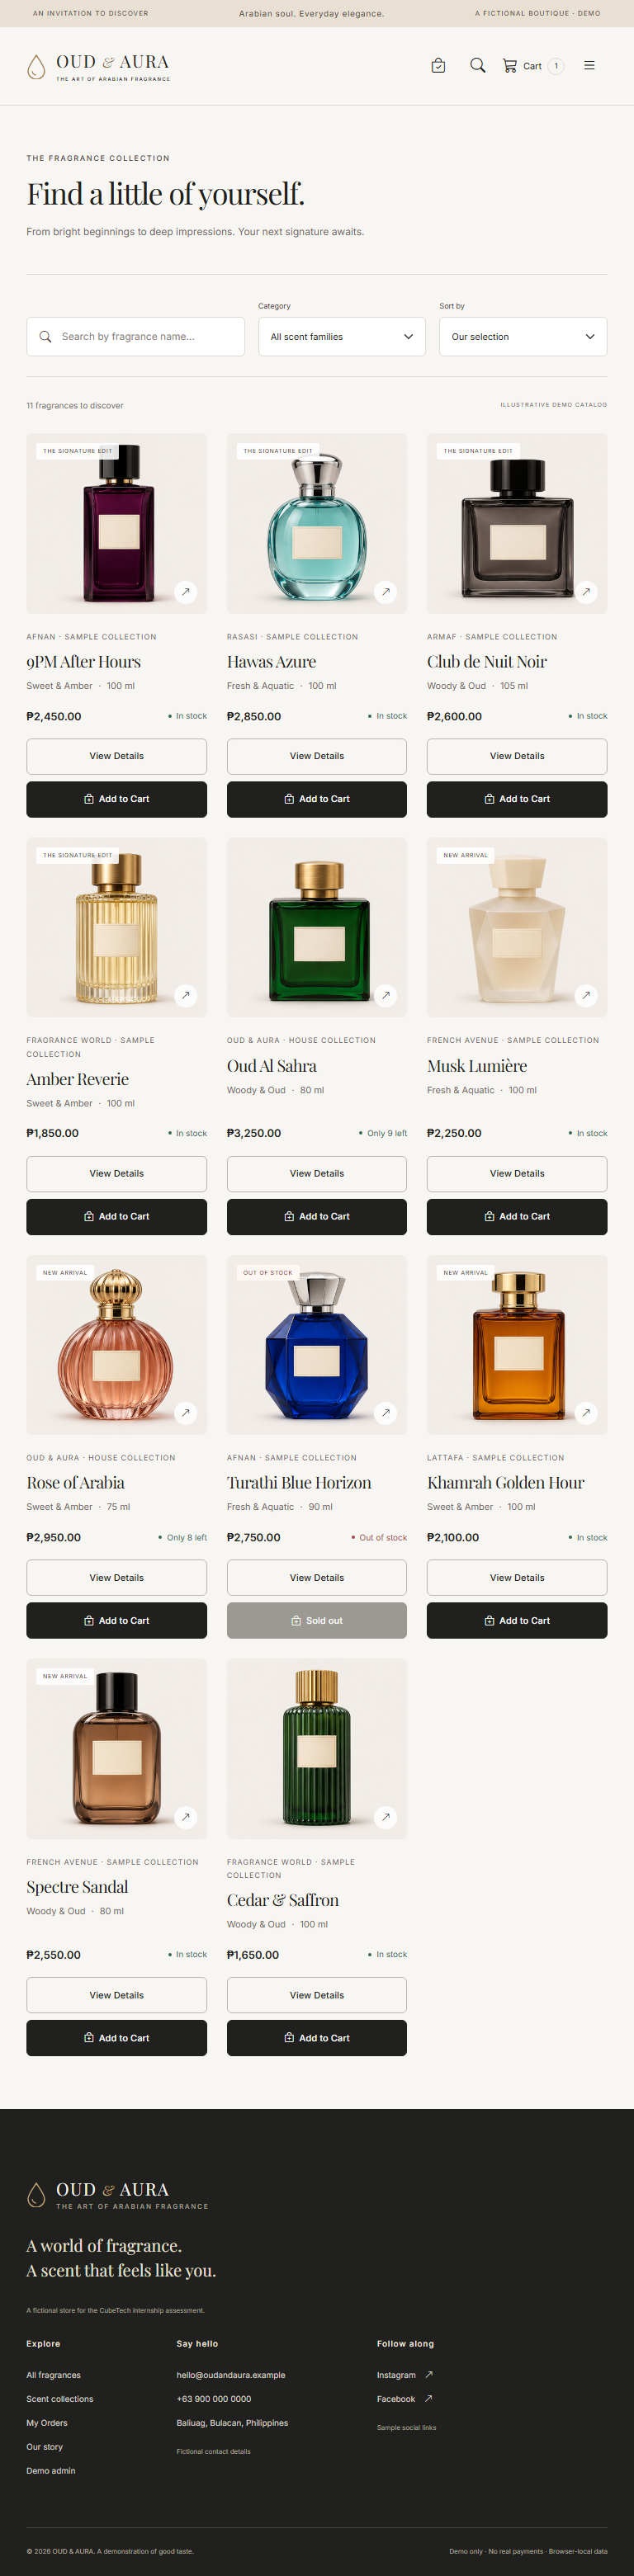 AN INVITATION TO DISCOVER
Arabian soul. Everyday elegance.
A FICTIONAL BOUTIQUE · DEMO
OUD & AURA
THE ART OF ARABIAN FRAGRANCE
Cart 1
THE FRAGRANCE COLLECTION
Find a little of yourself.
From bright beginnings to deep impressions. Your next signature awaits.
Search by fragrance name...
Category
All scent families
Sort by
Our selection
11 fragrances to discover
ILLUSTRATIVE DEMO CATALOG
THE SIGNATURE EDIT
AFNAN · SAMPLE COLLECTION
9PM After Hours
Sweet & Amber · 100 ml
₱2,450.00
In stock
View Details
Add to Cart
THE SIGNATURE EDIT
RASASI · SAMPLE COLLECTION
Hawas Azure
Fresh & Aquatic · 100 ml
₱2,850.00
In stock
View Details
Add to Cart
THE SIGNATURE EDIT
ARMAF · SAMPLE COLLECTION
Club de Nuit Noir
Woody & Oud · 105 ml
₱2,600.00
In stock
View Details
Add to Cart
THE SIGNATURE EDIT
FRAGRANCE WORLD · SAMPLE
COLLECTION
Amber Reverie
Sweet & Amber · 100 ml
₱1,850.00
In stock
View Details
Add to Cart
OUD & AURA · HOUSE COLLECTION
Oud Al Sahra
Woody & Oud · 80 ml
₱3,250.00
Only 9 left
View Details
Add to Cart
NEW ARRIVAL
FRENCH AVENUE · SAMPLE COLLECTION
Musk Lumière
Fresh & Aquatic · 100 ml
₱2,250.00
In stock
View Details
Add to Cart
NEW ARRIVAL
OUD & AURA · HOUSE COLLECTION
Rose of Arabia
Sweet & Amber · 75 ml
₱2,950.00
Only 8 left
View Details
Add to Cart
OUT OF STOCK
AFNAN · SAMPLE COLLECTION
Turathi Blue Horizon
Fresh & Aquatic · 90 ml
₱2,750.00
Out of stock
View Details
Sold out
NEW ARRIVAL
LATTAFA · SAMPLE COLLECTION
Khamrah Golden Hour
Sweet & Amber · 100 ml
₱2,100.00
In stock
View Details
Add to Cart
NEW ARRIVAL
FRENCH AVENUE · SAMPLE COLLECTION
Spectre Sandal
Woody & Oud · 80 ml
₱2,550.00
In stock
View Details
Add to Cart
FRAGRANCE WORLD · SAMPLE
COLLECTION
Cedar & Saffron
Woody & Oud · 100 ml
₱1,650.00
In stock
View Details
Add to Cart
OUD & AURA
THE ART OF ARABIAN FRAGRANCE
A world of fragrance.
A scent that feels like you.
A fictional store for the CubeTech Internship assessment.
Explore
All fragrances
Scent collections
My Orders
Our story
Demo admin
Say hello
hello@oudandaura.example
+63 900 000 0000
Baliuag, Bulacan, Philippines
Fictional contact details
Follow along
Instagram
Facebook
Sample social links
© 2026 OUD & AURA. A demonstration of good taste.
Demo only · No real payments · Browser-local data